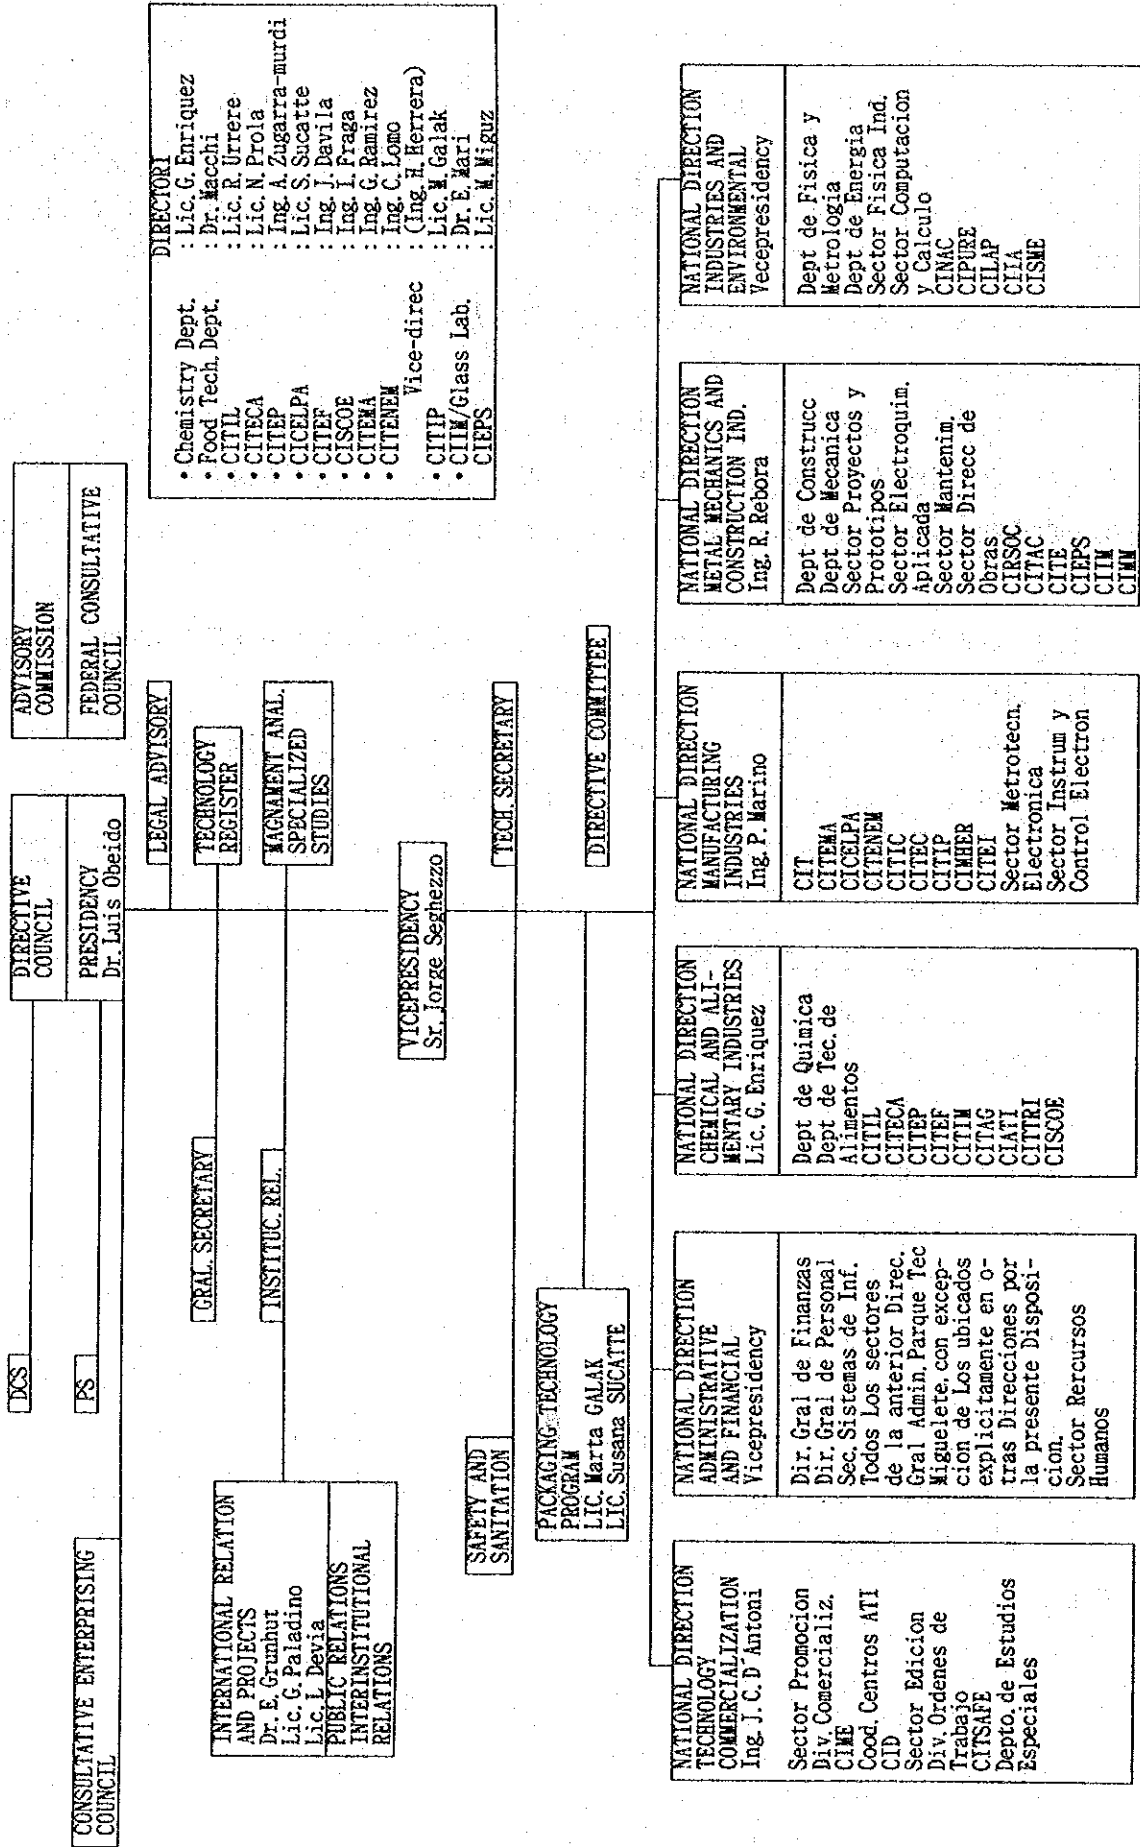 DCS
DIRECTIVE
COUNCIL
ADVISORY
COMMISSION
CONSULTATIVE ENTERPRISING
COUNCIL
PS
PRESIDENCY
Dr. Luis Obeido
FEDERAL CONSULTATIVE
COUNCIL
DIRECTORI
• Chemistry Dept. : Lic. G. Enriquez
• Food Tech. Dept. : Dr. Macchi
• CITIL : Lic. R. Urrere
• CITECA : Lic. N. Prola
• CITEP : Ing. A. Zugarra-murdi
• CICELPA : Lic. S. Sucatte
• CITEF : Ing. J. Davila
• CISCOE : Ing. I. Fraga
• CITEMA : Ing. G. Ramirez
• CITENEM : Ing. C. Lomo
Vice-direc : (Ing. H. Herrera)
• CITIP : Lic. M. Galak
• CIIM/Glass Lab. : Dr. E. Mari
CIEPS : Lic. M. Miguz
LEGAL ADVISORY
GRAL. SECRETARY
TECHNOLOGY
REGISTER
INTERNATIONAL RELATION
AND PROJECTS
Dr. E. Grunhut
Lic. G. Paladino
Lic. L. Devia
PUBLIC RELATIONS
INTERINSTITUTIONAL
RELATIONS
INSTITUC. REL.
MAGNAMENT ANAL.
SPECIALIZED
STUDIES
VICEPRESIDENCY
Sr. Jorge Seghezzo
SAFETY AND
SANITATION
TECH. SECRETARY
PACKAGING TECHNOLOGY
PROGRAM
LIC. Marta GALAK
LIC. Susana SUCATTE
DIRECTIVE COMMITTEE
NATIONAL DIRECTION
TECHNOLOGY
COMMERCIALIZATION
Ing. J. C. D'Antoni
Sector Promocion
Div. Comercializ.
CIME
Cood. Centros ATI
CID
Sector Edicion
Div. Ordenes de
Trabajo
CITSAFE
Depto. de Estudios
Especiales
NATIONAL DIRECTION
ADMINISTRATIVE
AND FINANCIAL
Vicepresidency
Dir. Gral de Finanzas
Dir. Gral de Personal
Sec. Sistemas de Inf.
Todos Los sectores
de la anterior Direc.
Gral Admin. Parque Tec
Miguelete, con excep-
cion de Los ubicados
explicitamente en o-
tras Direcciones por
la presente Disposi-
cion.
Sector Rercursos
Humanos
NATIONAL DIRECTION
CHEMICAL AND ALI-
MENTARY INDUSTRIES
Lic. G. Enriquez
Dept de Quimica
Dept de Tec. de
Alimentos
CITIL
CITECA
CITEP
CITEF
CITIM
CITAG
CIATI
CITTRI
CISCOE
NATIONAL DIRECTION
MANUFACTURING
INDUSTRIES
Ing. P. Marino
CIT
CITEMA
CICELPA
CITENEM
CITIC
CITEC
CITIP
CIMHER
CITEI
Sector Metrotecn.
Electronica
Sector Instrum y
Control Electron
NATIONAL DIRECTION
METAL MECHANICS AND
CONSTRUCTION IND.
Ing. R. Rebora
Dept de Construcc
Dept de Mecanica
Sector Proyectos y
Prototipos
Sector Electroquim.
Aplicada
Sector Mantenim.
Sector Direcc de
Obras
CIRSOC
CITAC
CITE
CIEPS
CIIM
CIMM
NATIONAL DIRECTION
INDUSTRIES AND
ENVIRONMENTAL
Vecepresidency
Dept de Fisica y
Metrologia
Dept de Energia
Sector Fisica Ind.
Sector Computacion
y Calculo
CINAC
CIPURE
CILAP
CIIA
CISME